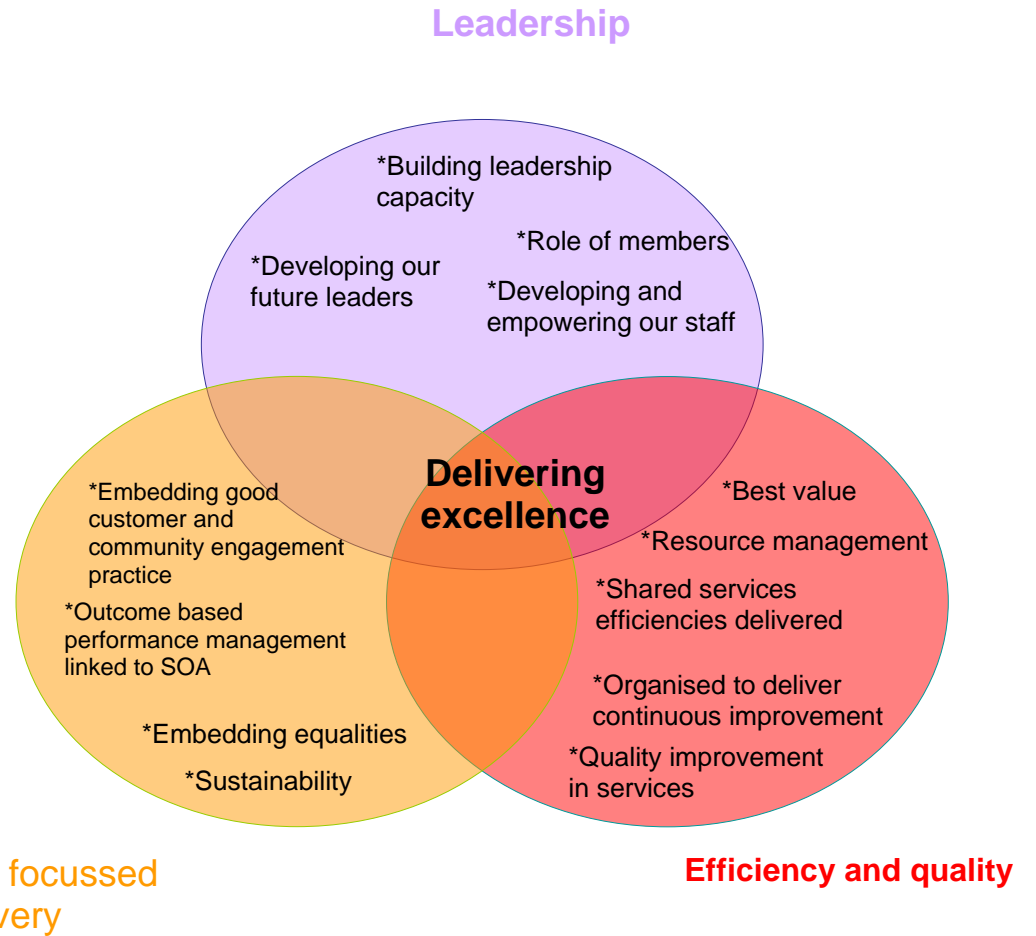 Leadership
*Building leadership
capacity
*Role of members
*Developing our
future leaders
*Developing and
empowering our staff
Delivering
excellence
*Embedding good
customer and
community engagement
practice
*Outcome based
performance management
linked to SOA
*Embedding equalities
*Sustainability
*Best value
*Resource management
*Shared services
efficiencies delivered
*Organised to deliver
continuous improvement
*Quality improvement
in services
focussed
very
Efficiency and quality